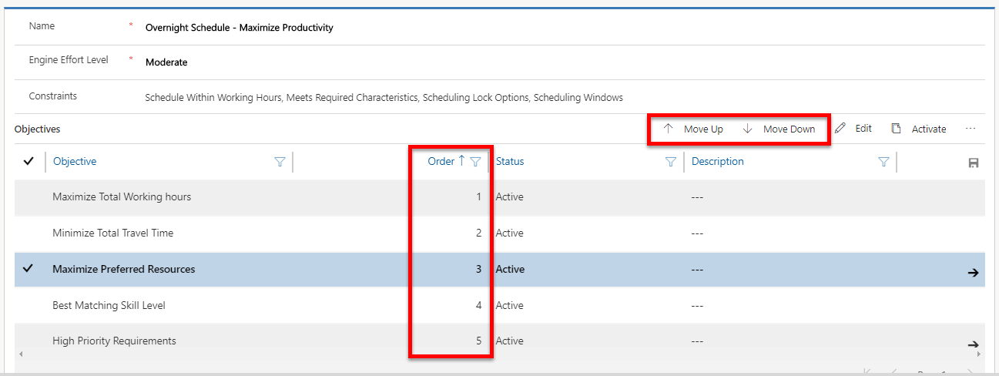 Name * Overnight Schedule - Maximize Productivity
Engine Effort Level * Moderate
Constraints Schedule Within Working Hours, Meets Required Characteristics, Scheduling Lock Options, Scheduling Windows
Objectives Move Up Move Down Edit Activate ...
Objective Order Status Description
Maximize Total Working hours 1 Active ---
Minimize Total Travel Time 2 Active ---
Maximize Preferred Resources 3 Active ---
Best Matching Skill Level 4 Active ---
High Priority Requirements 5 Active ---